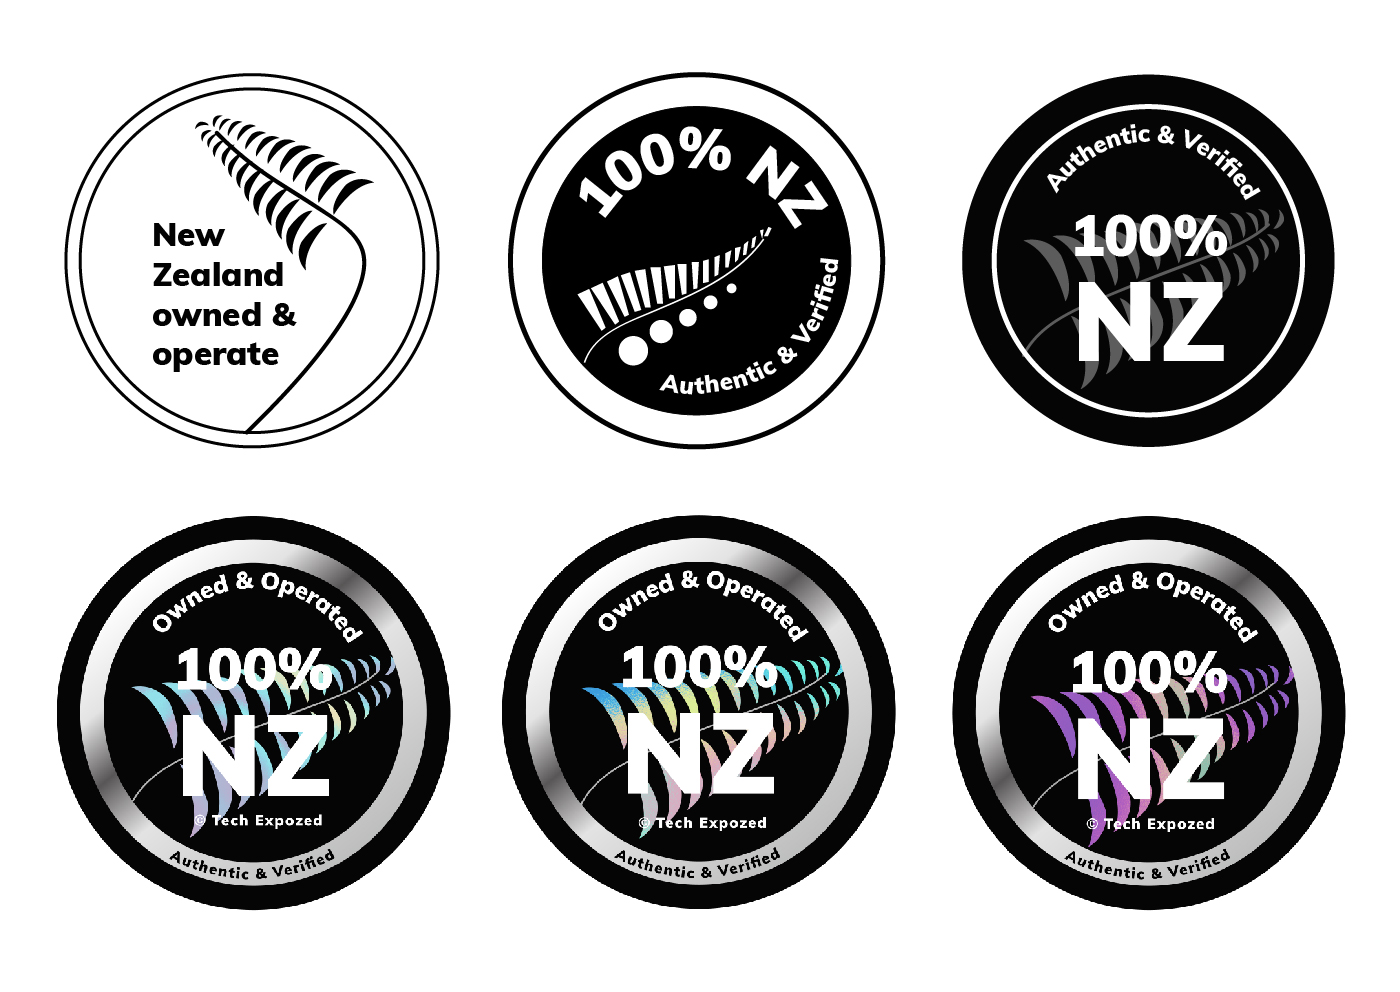 New
Zealand
owned &
operate
100% NZ
Authentic & Verified
Authentic & Verified
100%
NZ
Owned & Operated
100%
NZ
© Tech Expozed
Authentic & Verified
Owned & Operated
100%
NZ
© Tech Expozed
Authentic & Verified
Owned & Operated
100%
NZ
© Tech Expozed
Authentic & Verified